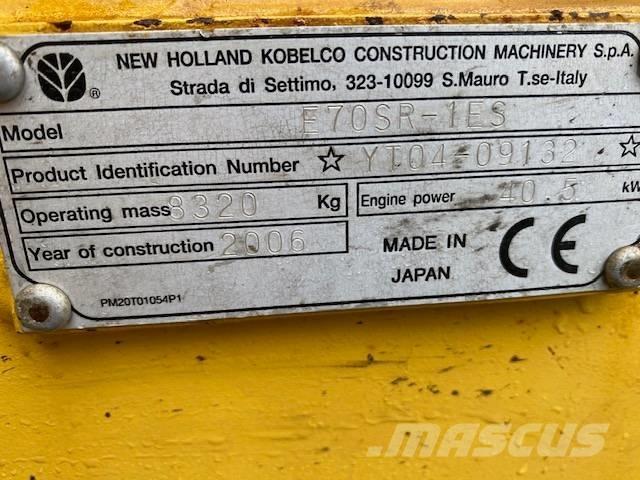 NEW HOLLAND KOBELCO CONSTRUCTION MACHINERY S.p.A.
Strada di Settimo, 323-10099 S.Mauro T.se-Italy
®
Model E70SR-1ES
Product Identification Number ☆ YT04-09132 ☆
Operating mass 8320 Kg Engine power 40.5 kW
Year of construction 2006
MADE IN JAPAN
CE
PM20T01054P1
mascus